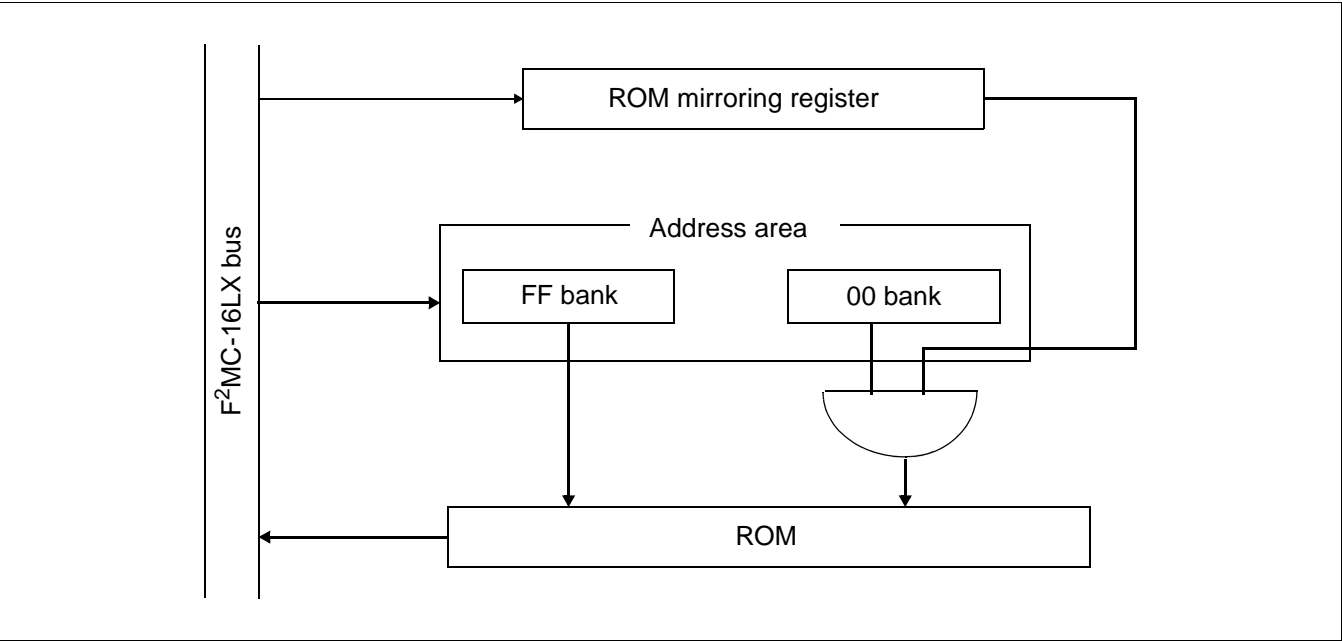 ROM mirroring register
Address area
FF bank
00 bank
F²MC-16LX bus
ROM